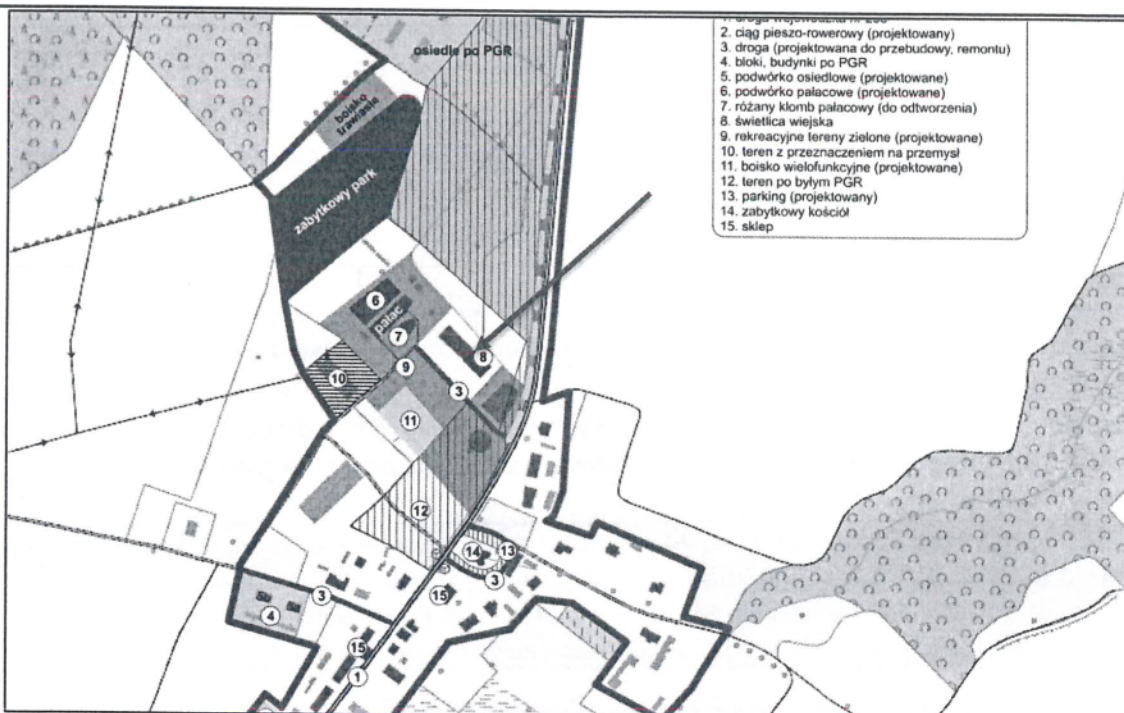 osiedle po PGR
boisko
trawiaste
zabytkowy park
6
pałac
7
8
9
10
3
11
12
14
13
3
15
3
4
15
1
1. droga wojewódzka nr
2. ciąg pieszo-rowerowy (projektowany)
3. droga (projektowana do przebudowy, remontu)
4. bloki, budynki po PGR
5. podwórko osiedlowe (projektowane)
6. podwórko pałacowe (projektowane)
7. różany klomb pałacowy (do odtworzenia)
8. świetlica wiejska
9. rekreacyjne tereny zielone (projektowane)
10. teren z przeznaczeniem na przemysł
11. boisko wielofunkcyjne (projektowane)
12. teren po byłym PGR
13. parking (projektowany)
14. zabytkowy kościół
15. sklep